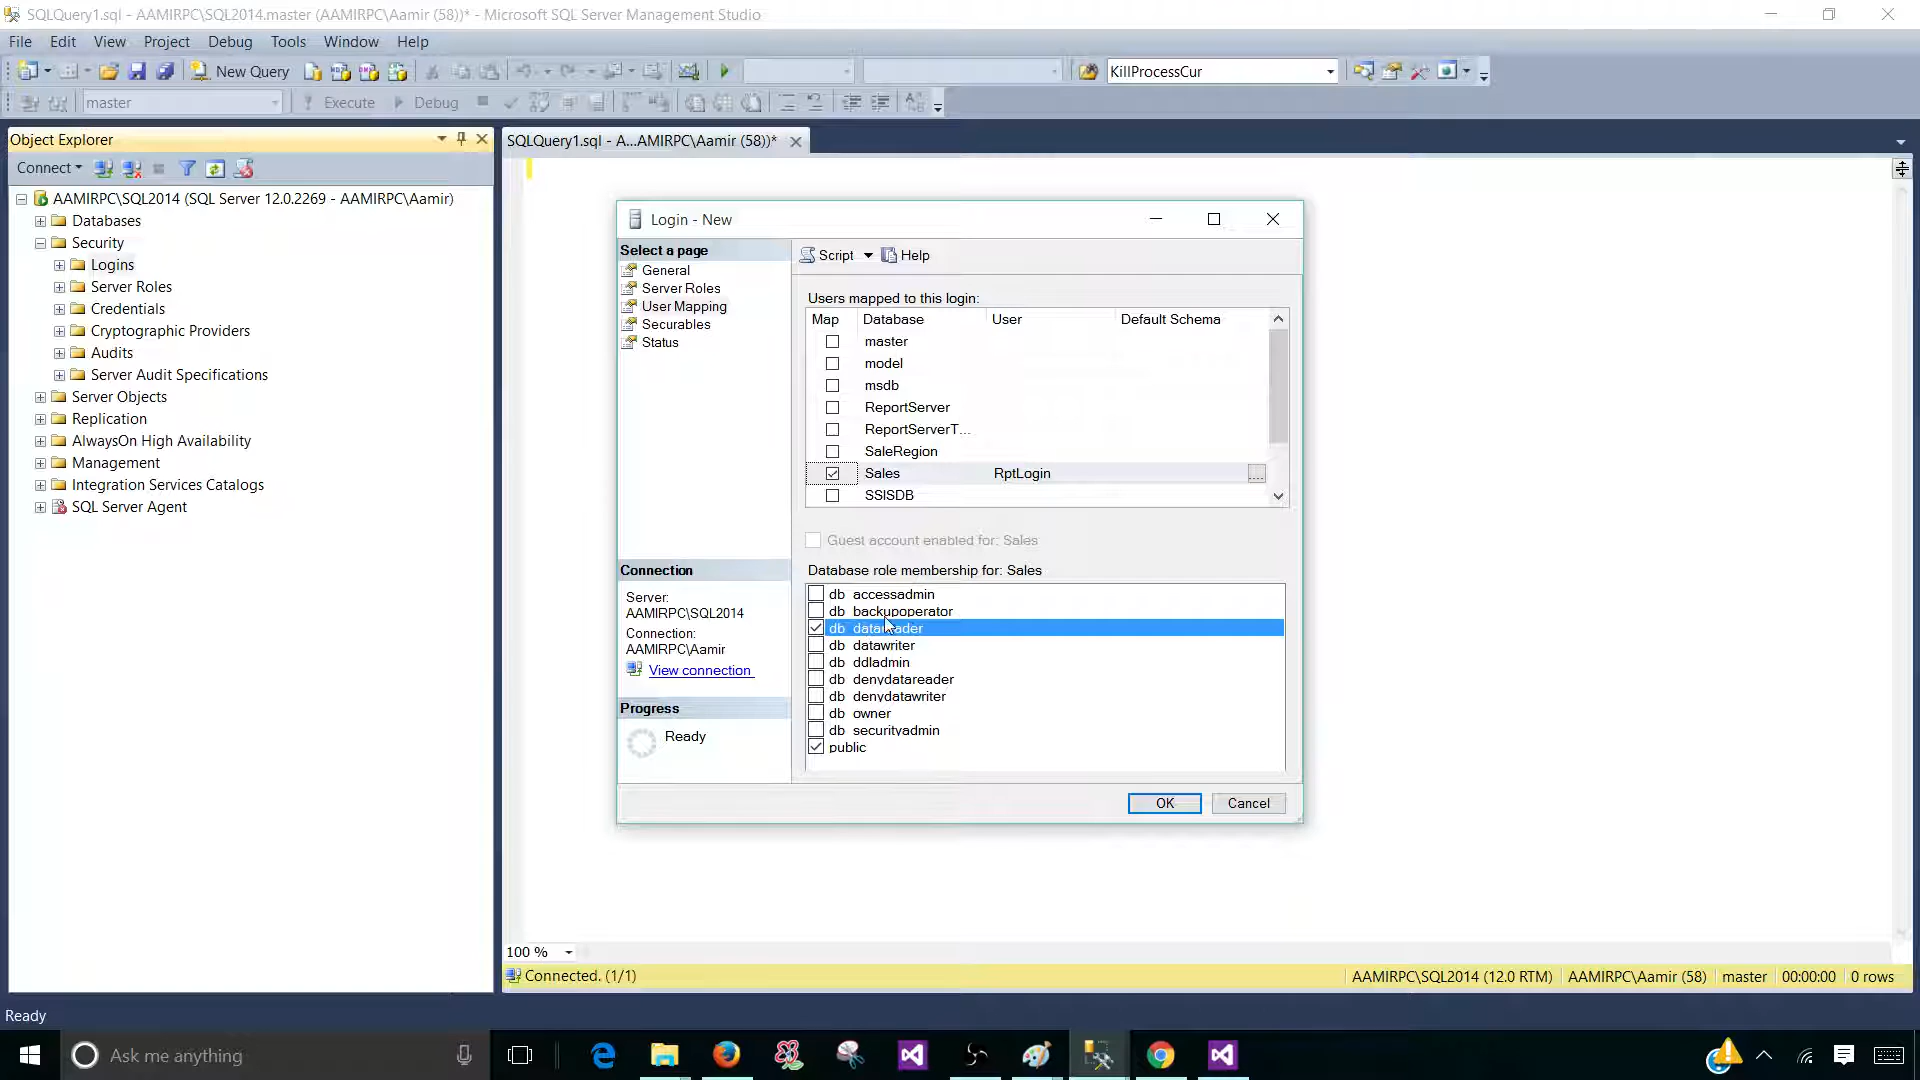 SQLQuery1.sql - AAMIRPC\SQL2014.master (AAMIRPC\Aamir (58))* - Microsoft SQL Server Management Studio
File Edit View Project Debug Tools Window Help
New Query KillProcessCur
master Execute Debug
Object Explorer
SQLQuery1.sql - A...AMIRPC\Aamir (58))*
Connect
AAMIRPC\SQL2014 (SQL Server 12.0.2269 - AAMIRPC\Aamir)
Databases
Security
Logins
Server Roles
Credentials
Cryptographic Providers
Audits
Server Audit Specifications
Server Objects
Replication
AlwaysOn High Availability
Management
Integration Services Catalogs
SQL Server Agent
Login - New
Select a page
General
Server Roles
User Mapping
Securables
Status
Script Help
Users mapped to this login:
Map Database User Default Schema
master
model
msdb
ReportServer
ReportServerT...
SaleRegion
Sales RptLogin ...
SSISDB
Guest account enabled for: Sales
Database role membership for: Sales
db_accessadmin
db_backupoperator
db_datareader
db_datawriter
db_ddladmin
db_denydatareader
db_denydatawriter
db_owner
db_securityadmin
public
Connection
Server:
AAMIRPC\SQL2014
Connection:
AAMIRPC\Aamir
View connection
Progress
Ready
OK Cancel
100 %
Connected. (1/1) AAMIRPC\SQL2014 (12.0 RTM) AAMIRPC\Aamir (58) master 00:00:00 0 rows
Ready
Ask me anything